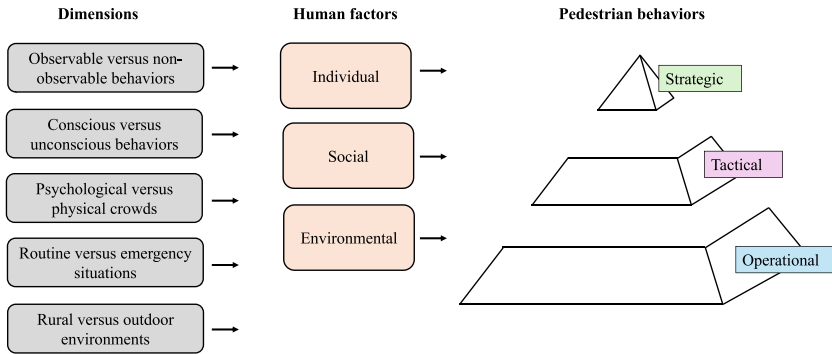 Dimensions
Human factors
Pedestrian behaviors
Observable versus non-
observable behaviors
Conscious versus
unconscious behaviors
Psychological versus
physical crowds
Routine versus emergency
situations
Rural versus outdoor
environments
Individual
Social
Environmental
Strategic
Tactical
Operational